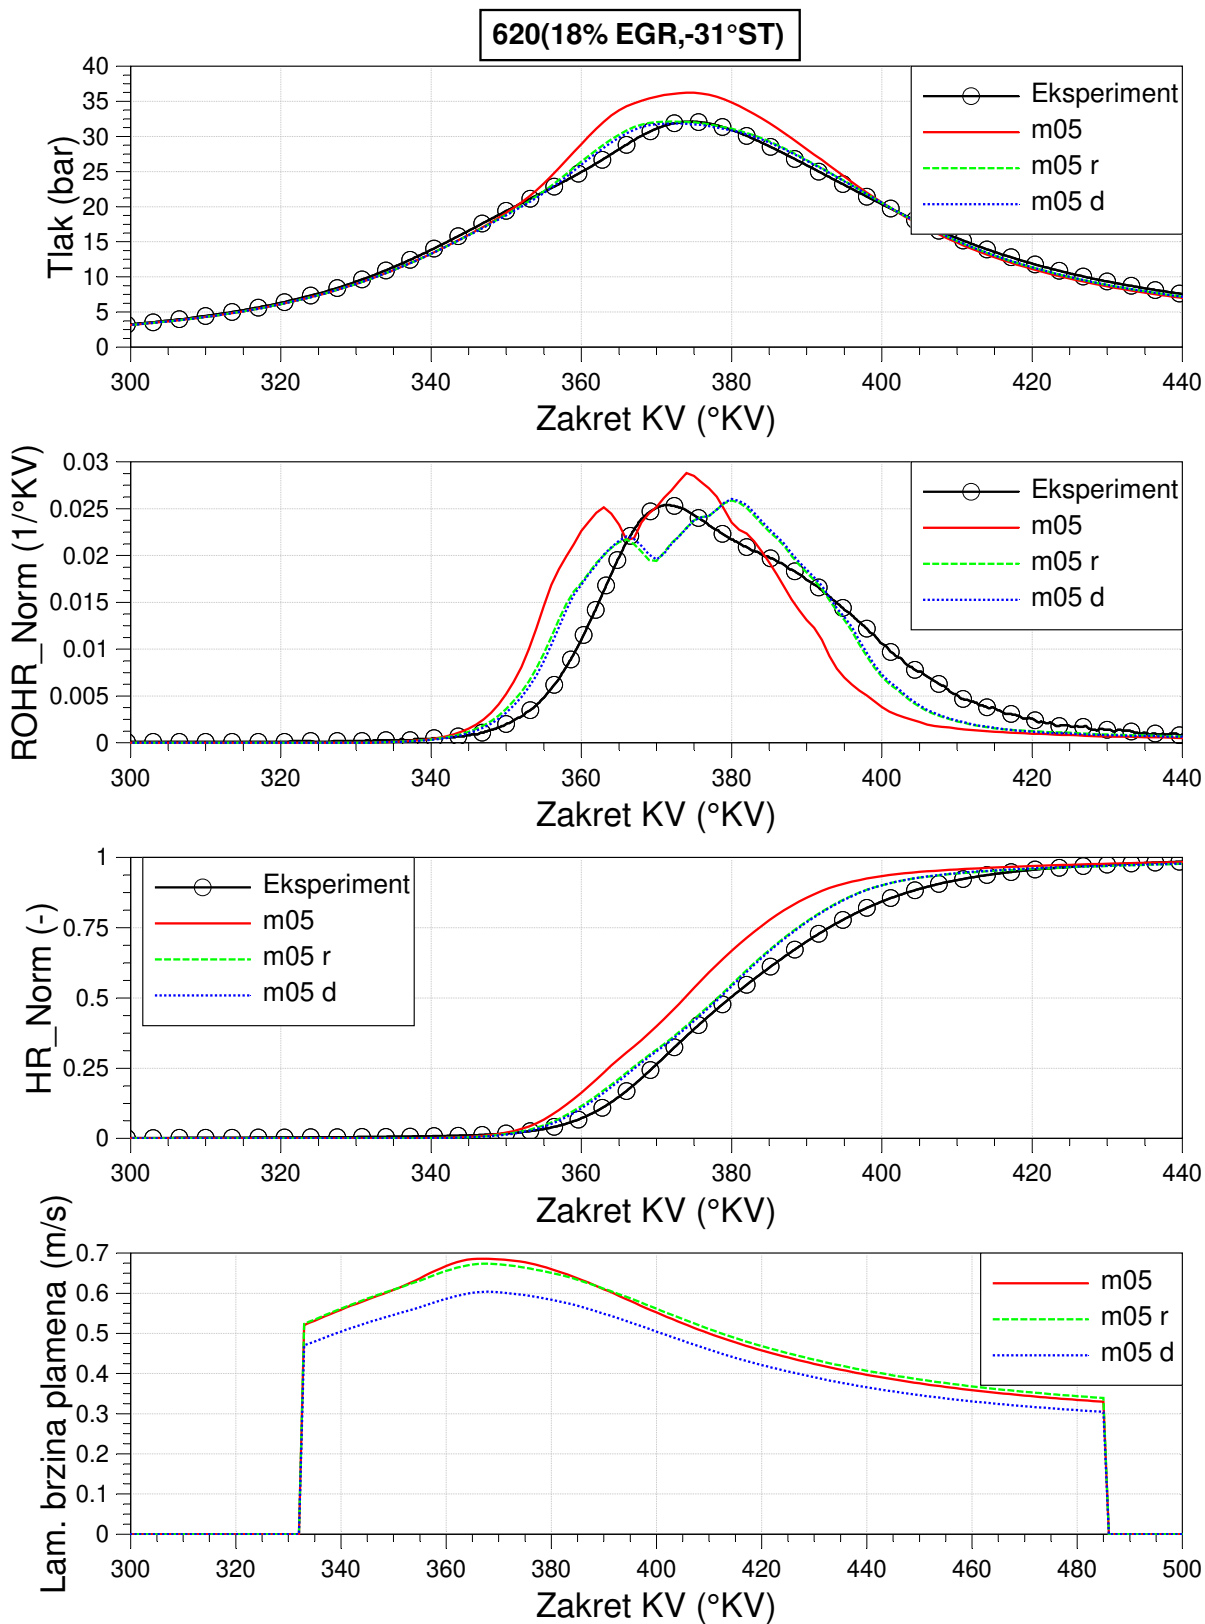 620(18% EGR,-31°ST)
Tlak (bar)
40
35
30
25
20
15
10
5
0
Eksperiment
m05
m05 r
m05 d
300 320 340 360 380 400 420 440
Zakret KV (°KV)
ROHR_Norm (1/°KV)
0.03
0.025
0.02
0.015
0.01
0.005
0
Eksperiment
m05
m05 r
m05 d
300 320 340 360 380 400 420 440
Zakret KV (°KV)
HR_Norm (-)
1
0.75
0.5
0.25
0
Eksperiment
m05
m05 r
m05 d
300 320 340 360 380 400 420 440
Zakret KV (°KV)
Lam. brzina plamena (m/s)
0.7
0.6
0.5
0.4
0.3
0.2
0.1
0
m05
m05 r
m05 d
300 320 340 360 380 400 420 440 460 480 500
Zakret KV (°KV)